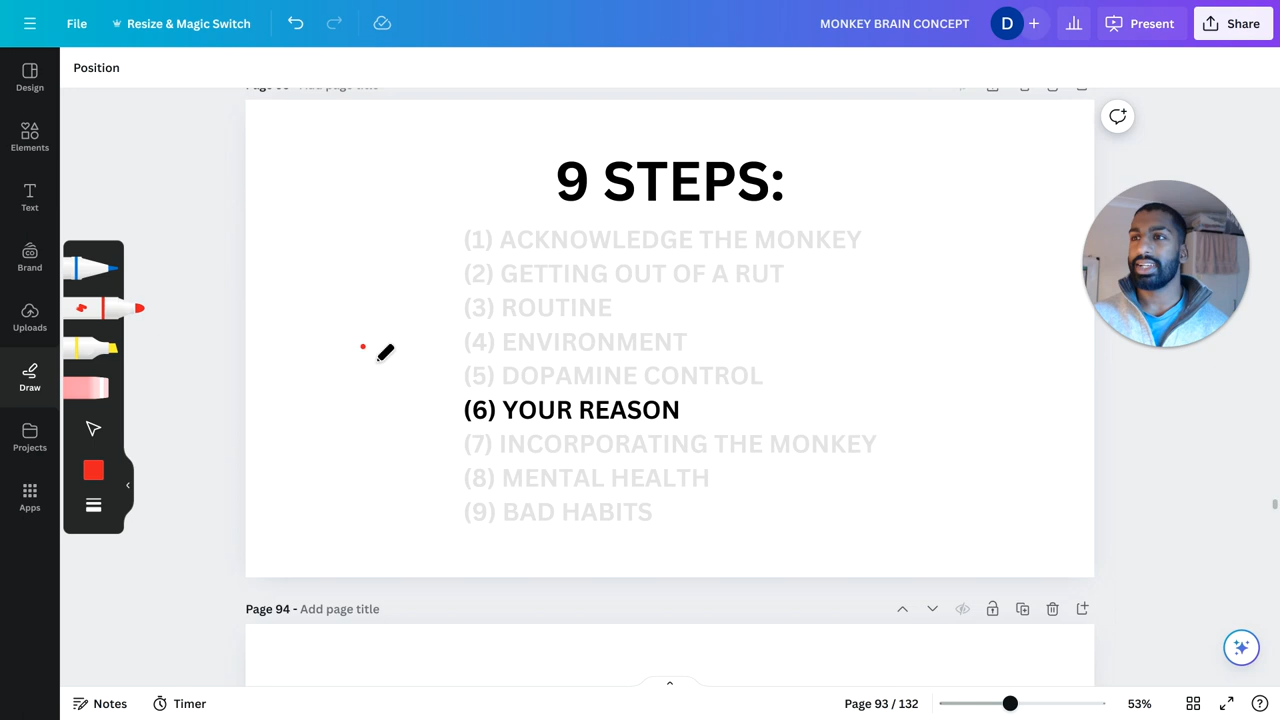 File
Resize & Magic Switch
MONKEY BRAIN CONCEPT
D
Present
Share
Position
Design
Elements
Text
Brand
Uploads
Draw
Projects
Apps
9 STEPS:
(1) ACKNOWLEDGE THE MONKEY
(2) GETTING OUT OF A RUT
(3) ROUTINE
(4) ENVIRONMENT
(5) DOPAMINE CONTROL
(6) YOUR REASON
(7) INCORPORATING THE MONKEY
(8) MENTAL HEALTH
(9) BAD HABITS
Page 94 - Add page title
Notes
Timer
Page 93 / 132
53%